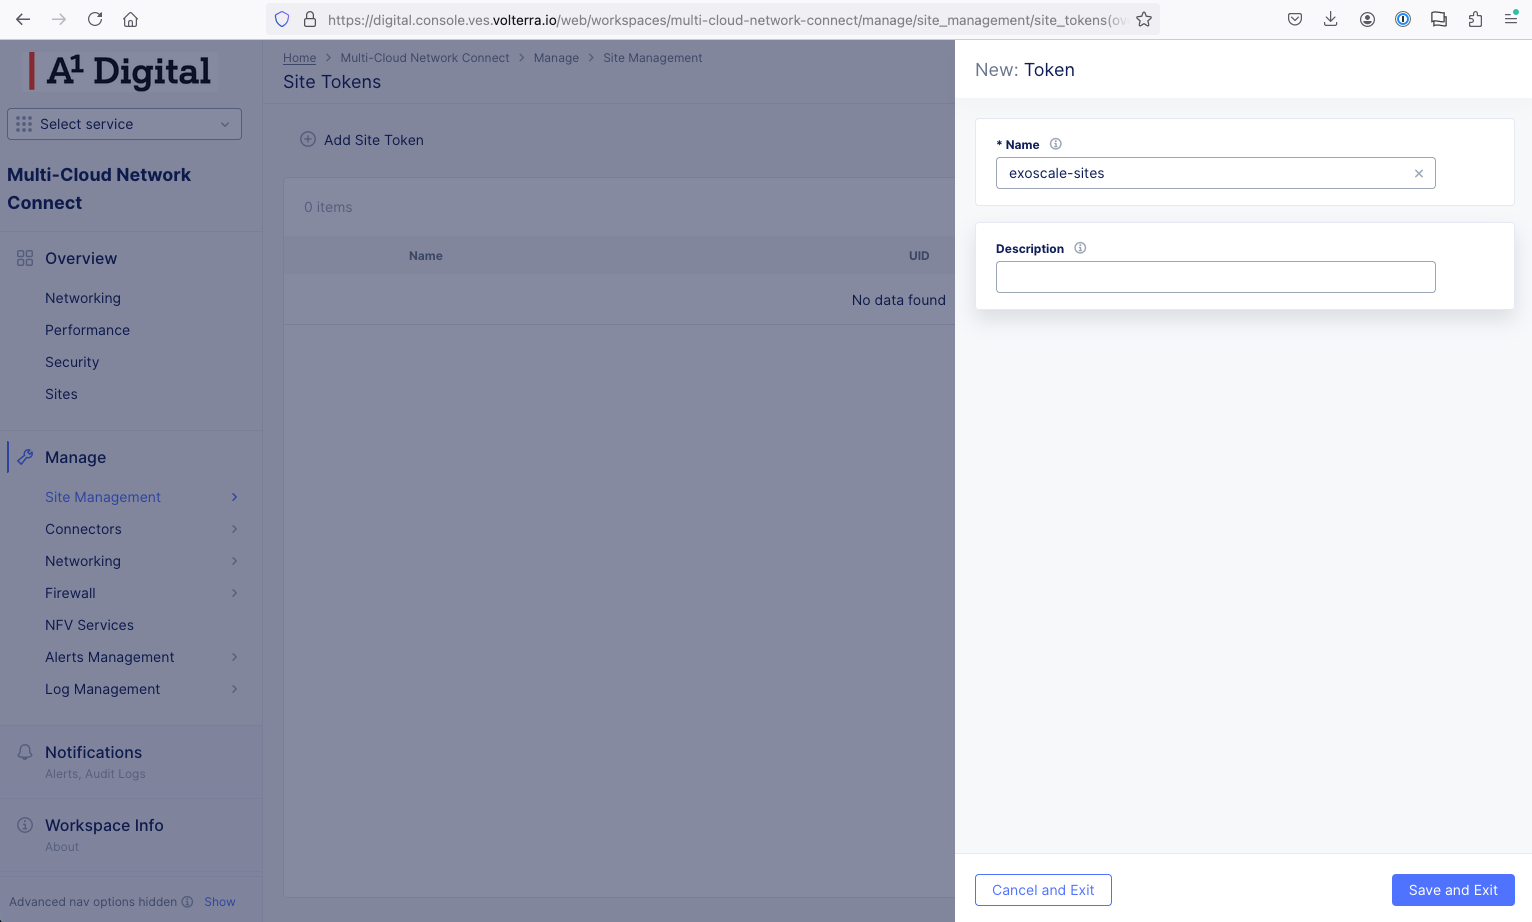 https://digital.console.ves.volterra.io/web/workspaces/multi-cloud-network-connect/manage/site_management/site_tokens(ov
A1 Digital
Select service
Multi-Cloud Network
Connect
Overview
Networking
Performance
Security
Sites
Manage
Site Management
Connectors
Networking
Firewall
NFV Services
Alerts Management
Log Management
Notifications
Alerts, Audit Logs
Workspace Info
About
Advanced nav options hidden Show
Home > Multi-Cloud Network Connect > Manage > Site Management
Site Tokens
Add Site Token
0 items
Name UID
No data found
New: Token
* Name
exoscale-sites
Description
Cancel and Exit Save and Exit